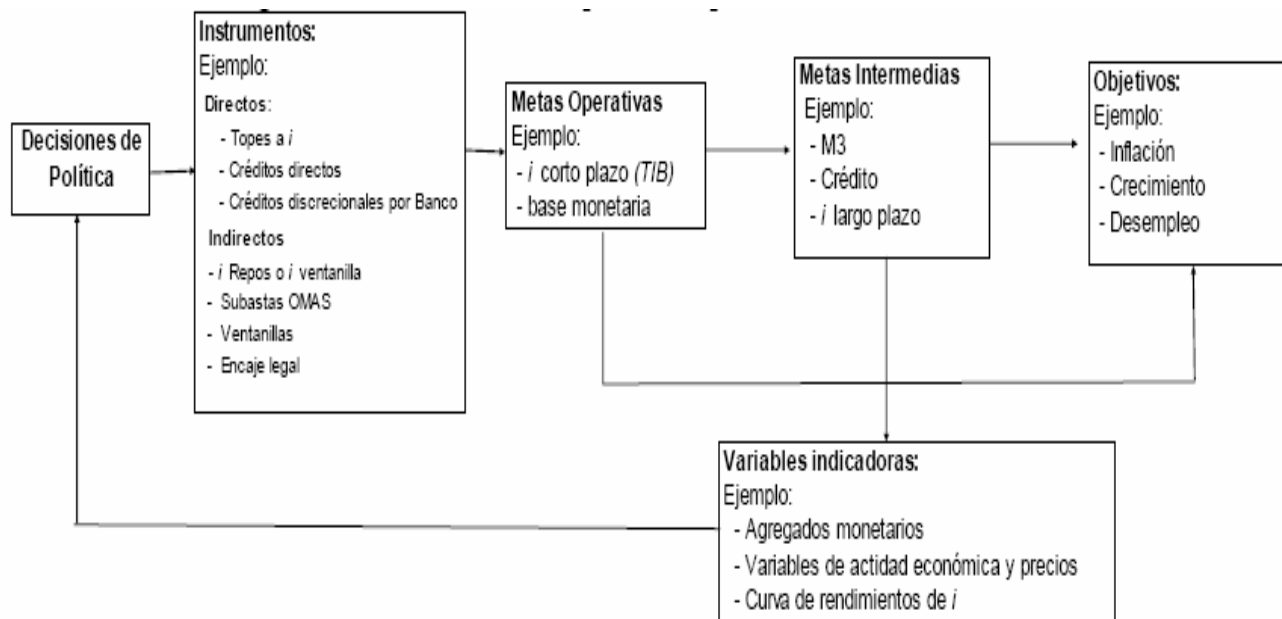 Decisiones de
Política
Instrumentos:
Ejemplo:
Directos:
- Topes a i
- Créditos directos
- Créditos discrecionales por Banco
Indirectos
- i Repos o i ventanilla
- Subastas OMAS
- Ventanillas
- Encaje legal
Metas Operativas
Ejemplo:
- i corto plazo (TIB)
- base monetaria
Metas Intermedias
Ejemplo:
- M3
- Crédito
- i largo plazo
Objetivos:
Ejemplo:
- Inflación
- Crecimiento
- Desempleo
Variables indicadoras:
Ejemplo:
- Agregados monetarios
- Variables de actidad económica y precios
- Curva de rendimientos de i